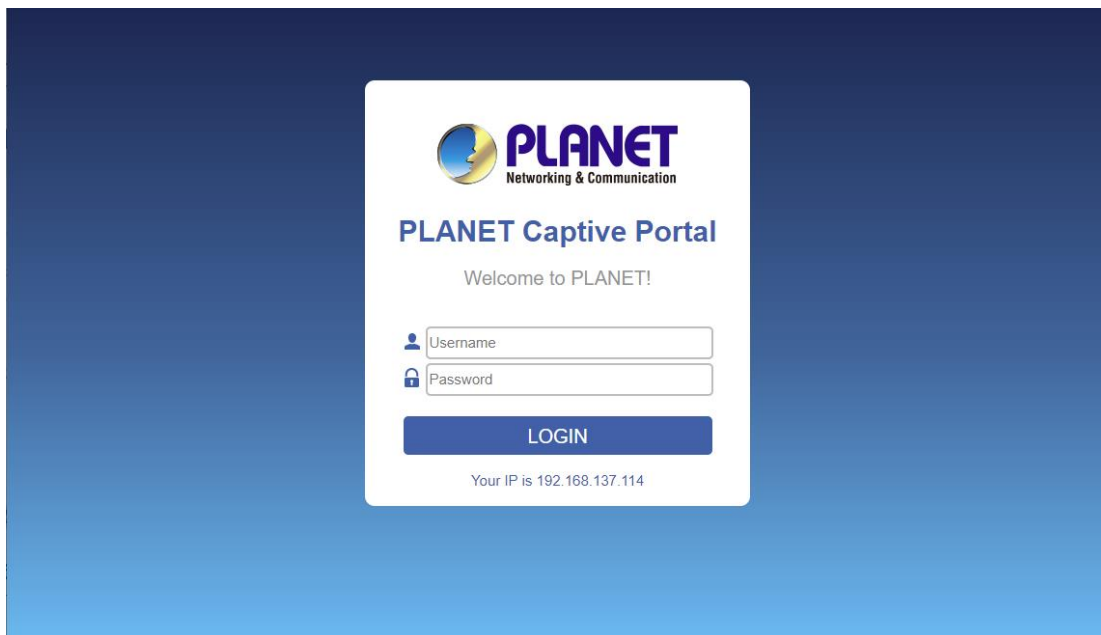 PLANET
Networking & Communication
PLANET Captive Portal
Welcome to PLANET!
Username
Password
LOGIN
Your IP is 192.168.137.114